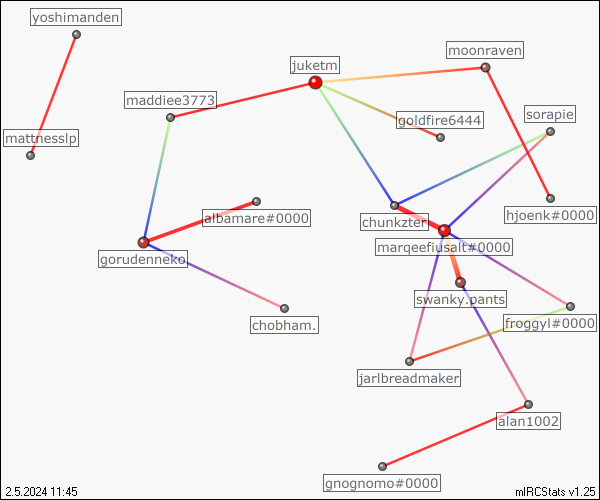 yoshimanden
moonraven
juketm
maddiee3773
sorapie
goldfire6444
mattnesslp
albamare#0000
hjoenk#0000
chunkzter
marqeefiusalt#0000
gorudenneko
swanky.pants
chobham.
froggyl#0000
jarlbreadmaker
alan1002
gnognomo#0000
2.5.2024 11:45
mIRCStats v1.25